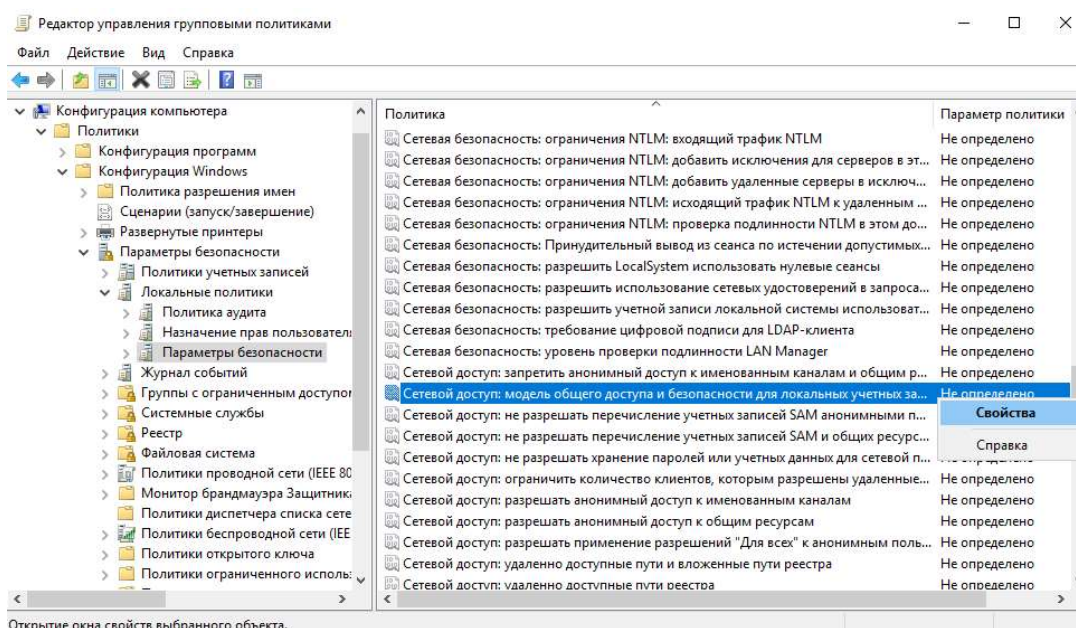 Редактор управления групповыми политиками
Файл Действие Вид Справка
Конфигурация компьютера
Политики
Конфигурация программ
Конфигурация Windows
Политика разрешения имен
Сценарии (запуск/завершение)
Развернутые принтеры
Параметры безопасности
Политики учетных записей
Локальные политики
Политика аудита
Назначение прав пользователя
Параметры безопасности
Журнал событий
Группы с ограниченным доступом
Системные службы
Реестр
Файловая система
Политики проводной сети (IEEE 80
Монитор брандмауэра Защитник
Политики диспетчера списка сете
Политики беспроводной сети (IEE
Политики открытого ключа
Политики ограниченного исполь
Политика Параметр политики
Сетевая безопасность: ограничения NTLM: входящий трафик NTLM Не определено
Сетевая безопасность: ограничения NTLM: добавить исключения для серверов в эт... Не определено
Сетевая безопасность: ограничения NTLM: добавить удаленные серверы в исключ... Не определено
Сетевая безопасность: ограничения NTLM: исходящий трафик NTLM к удаленным ... Не определено
Сетевая безопасность: ограничения NTLM: проверка подлинности NTLM в этом до... Не определено
Сетевая безопасность: Принудительный вывод из сеанса по истечении допустимых... Не определено
Сетевая безопасность: разрешить LocalSystem использовать нулевые сеансы Не определено
Сетевая безопасность: разрешить использование сетевых удостоверений в запроса... Не определено
Сетевая безопасность: разрешить учетной записи локальной системы использоват... Не определено
Сетевая безопасность: требование цифровой подписи для LDAP-клиента Не определено
Сетевая безопасность: уровень проверки подлинности LAN Manager Не определено
Сетевой доступ: запретить анонимный доступ к именованным каналам и общим р... Не определено
Сетевой доступ: модель общего доступа и безопасности для локальных учетных за... Не определено
Сетевой доступ: не разрешать перечисление учетных записей SAM анонимными п...
Сетевой доступ: не разрешать перечисление учетных записей SAM и общих ресурс...
Сетевой доступ: не разрешать хранение паролей или учетных данных для сетевой п...
Свойства
Справка
Сетевой доступ: ограничить количество клиентов, которым разрешены удаленные... Не определено
Сетевой доступ: разрешать анонимный доступ к именованным каналам Не определено
Сетевой доступ: разрешать анонимный доступ к общим ресурсам Не определено
Сетевой доступ: разрешать применение разрешений "Для всех" к анонимным поль... Не определено
Сетевой доступ: удаленно доступные пути и вложенные пути реестра Не определено
Сетевой доступ: удаленно доступные пути реестра Не определено
Открытие окна свойств выбранного объекта.